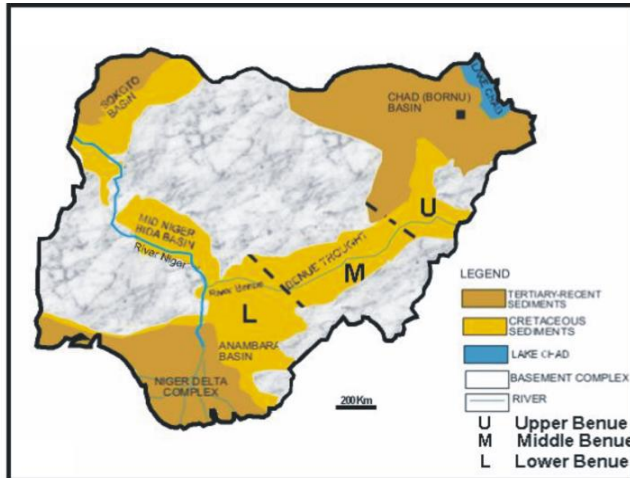 SOKOTO
BASIN
LAKE CHAD
CHAD (BORNU)
BASIN
MID NIGER
BIDA BASIN
River Niger
U
BENUE THOUGHT
M
River Benue
L
ANAMBARA
BASIN
NIGER DELTA
COMPLEX
200Km
LEGEND
TERTIARY-RECENT
SEDIMENTS
CRETACEOUS
SEDIMENTS
LAKE CHAD
BASEMENT COMPLEX
RIVER
U Upper Benue
M Middle Benue
L Lower Benue